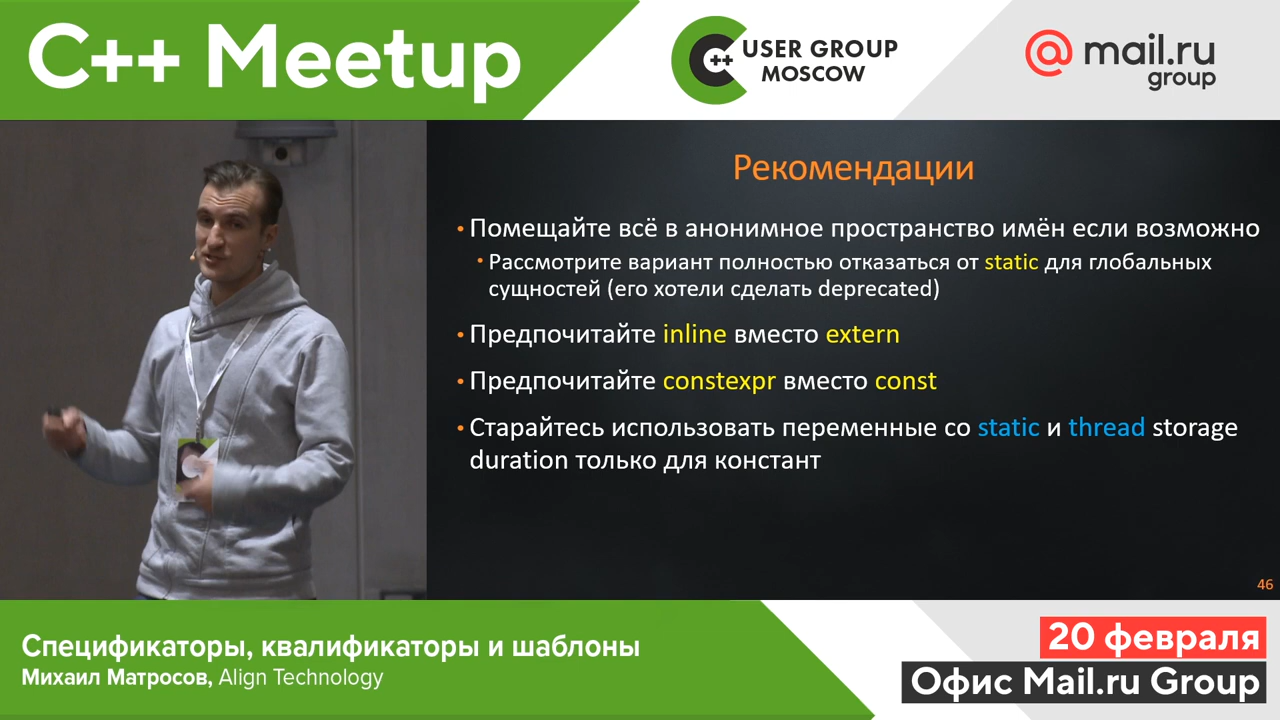 C++ Meetup
C++ USER GROUP
MOSCOW
@ mail.ru
group
Рекомендации
• Помещайте всё в анонимное пространство имён если возможно
• Рассмотрите вариант полностью отказаться от static для глобальных
сущностей (его хотели сделать deprecated)
• Предпочитайте inline вместо extern
• Предпочитайте constexpr вместо const
• Старайтесь использовать переменные со static и thread storage
duration только для констант
46
Спецификаторы, квалификаторы и шаблоны
Михаил Матросов, Align Technology
20 февраля
Офис Mail.ru Group